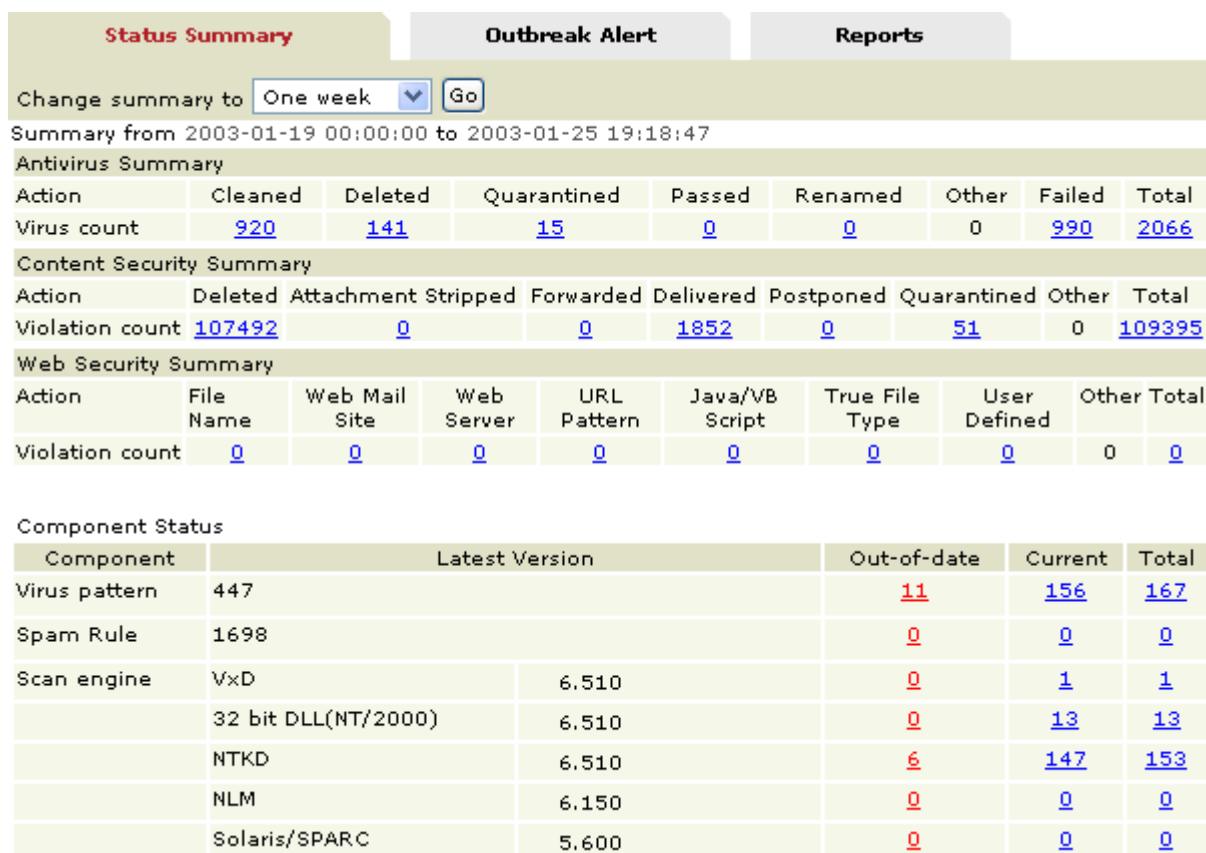 Status Summary Outbreak Alert Reports
Change summary to One week Go
Summary from 2003-01-19 00:00:00 to 2003-01-25 19:18:47
Antivirus Summary
Action Cleaned Deleted Quarantined Passed Renamed Other Failed Total
Virus count 920 141 15 0 0 0 990 2066
Content Security Summary
Action Deleted Attachment Stripped Forwarded Delivered Postponed Quarantined Other Total
Violation count 107492 0 0 1852 0 51 0 109395
Web Security Summary
Action File Name Web Mail Site Web Server URL Pattern Java/VB Script True File Type User Defined Other Total
Violation count 0 0 0 0 0 0 0 0 0
Component Status
Component Latest Version Out-of-date Current Total
Virus pattern 447 11 156 167
Spam Rule 1698 0 0 0
Scan engine VxD 6.510 0 1 1
32 bit DLL(NT/2000) 6.510 0 13 13
NTKD 6.510 6 147 153
NLM 6.150 0 0 0
Solaris/SPARC 5.600 0 0 0